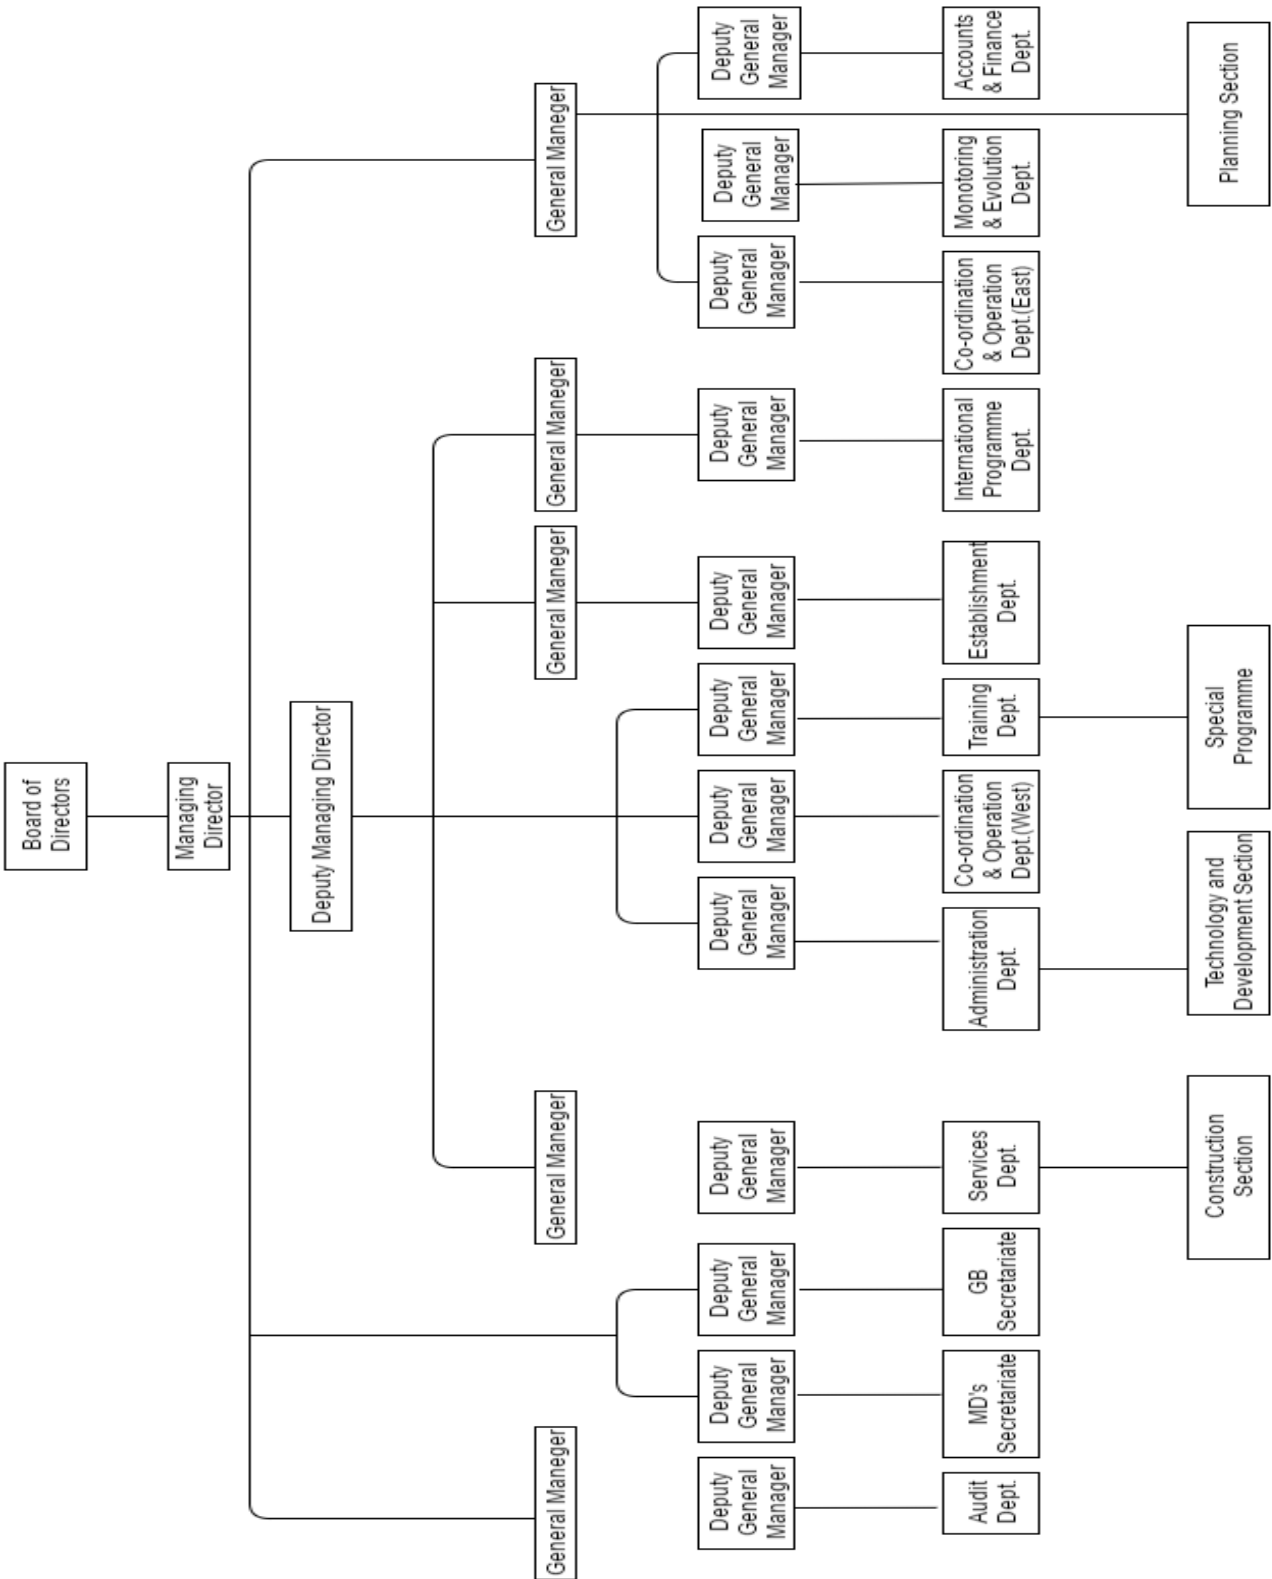 Board of
Directors
Managing
Director
Deputy Managing Director
General Maneger
General Maneger
General Maneger
General Maneger
General Maneger
Deputy
General
Manager
Deputy
General
Manager
Deputy
General
Manager
Deputy
General
Manager
Deputy
General
Manager
Deputy
General
Manager
Deputy
General
Manager
Deputy
General
Manager
Deputy
General
Manager
Deputy
General
Manager
Deputy
General
Manager
Deputy
General
Manager
Audit
Dept.
MD's
Secretariate
GB
Secretariate
Services
Dept.
Administration
Dept.
Co-ordination
& Operation
Dept.(West)
Training
Dept.
Establishment
Dept.
International
Programme
Dept.
Co-ordination
& Operation
Dept.(East)
Monotoring
& Evolution
Dept.
Accounts
& Finance
Dept.
Construction
Section
Technology and
Development Section
Special
Programme
Planning Section